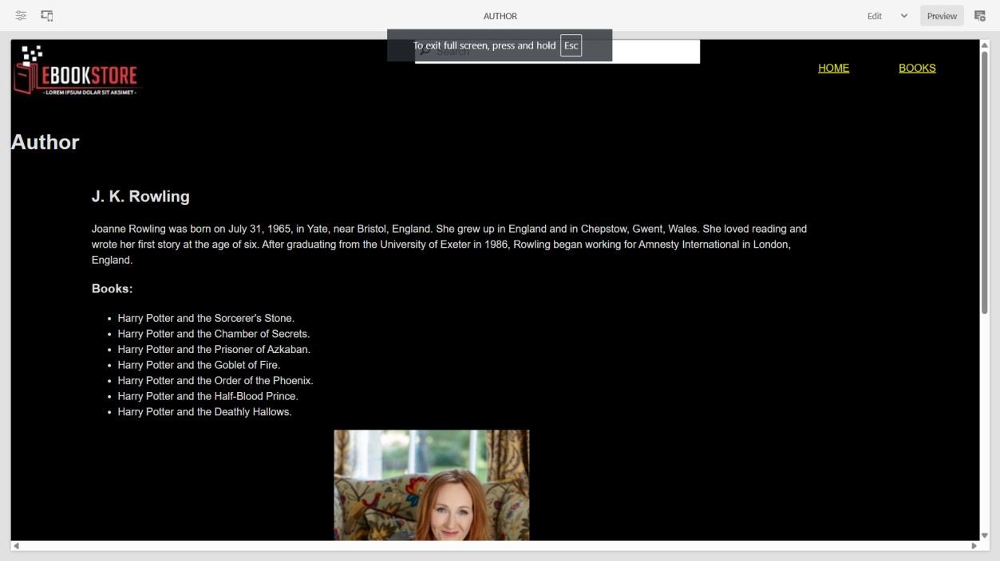 AUTHOR
Edit
Preview
To exit full screen, press and hold Esc
Search
EBOOKSTORE
- LOREM IPSUM DOLAR SIT AKSIMET -
HOME
BOOKS
Author
J. K. Rowling
Joanne Rowling was born on July 31, 1965, in Yate, near Bristol, England. She grew up in England and in Chepstow, Gwent, Wales. She loved reading and
wrote her first story at the age of six. After graduating from the University of Exeter in 1986, Rowling began working for Amnesty International in London,
England.
Books:
• Harry Potter and the Sorcerer's Stone.
• Harry Potter and the Chamber of Secrets.
• Harry Potter and the Prisoner of Azkaban.
• Harry Potter and the Goblet of Fire.
• Harry Potter and the Order of the Phoenix.
• Harry Potter and the Half-Blood Prince.
• Harry Potter and the Deathly Hallows.